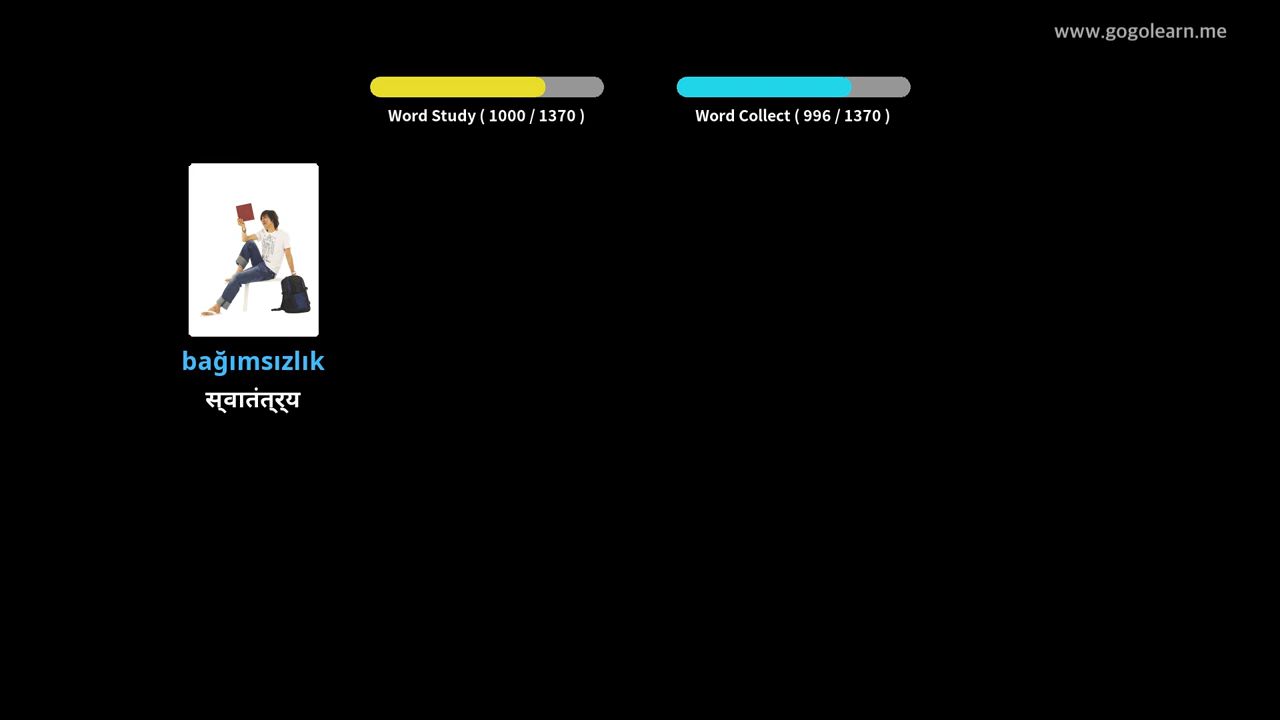 www.gogolearn.me
Word Study ( 1000 / 1370 )
Word Collect ( 996 / 1370 )
bağımsızlık
स्वातंत्र्य